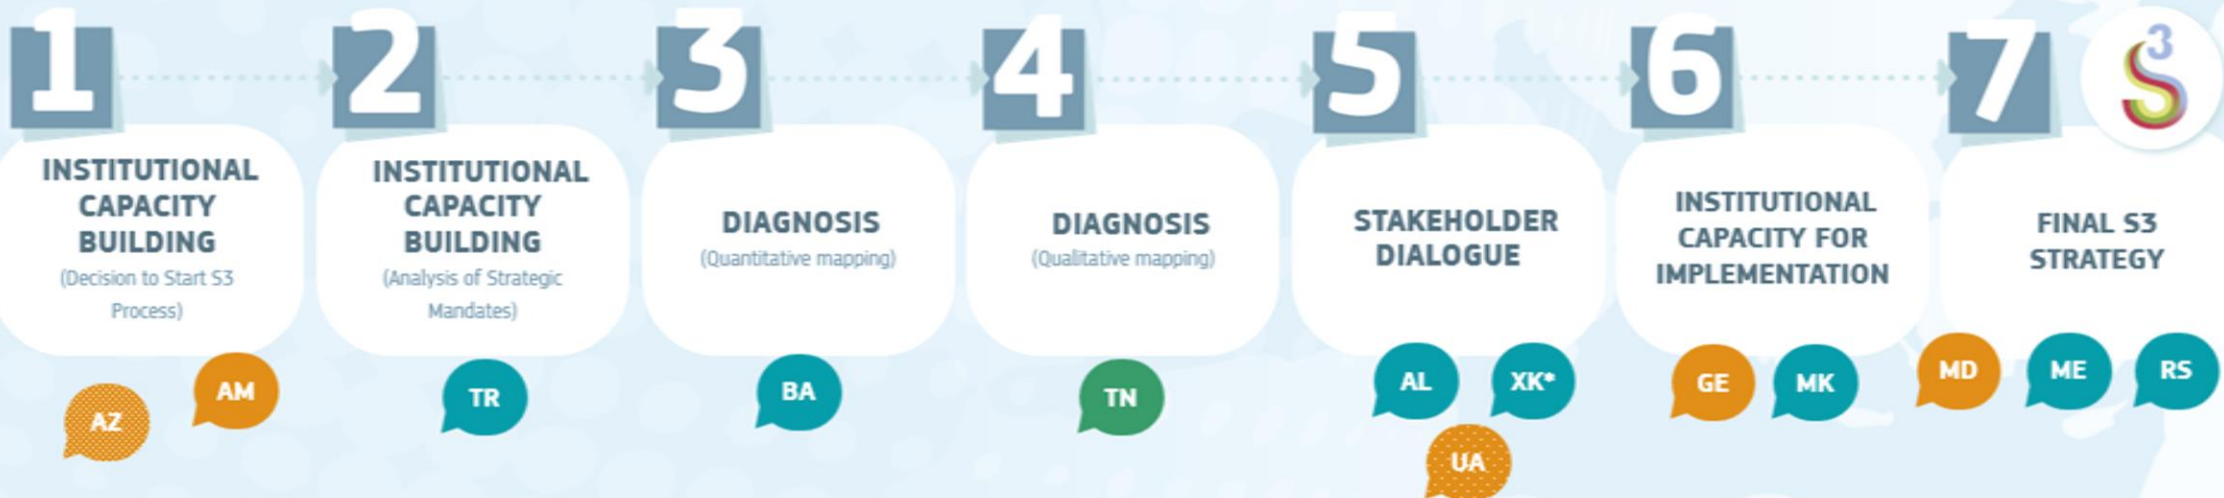 1
INSTITUTIONAL
CAPACITY
BUILDING
(Decision to Start S3
Process)
AZ
AM
2
INSTITUTIONAL
CAPACITY
BUILDING
(Analysis of Strategic
Mandates)
TR
3
DIAGNOSIS
(Quantitative mapping)
BA
4
DIAGNOSIS
(Qualitative mapping)
TN
5
STAKEHOLDER
DIALOGUE
AL
XK*
UA
6
INSTITUTIONAL
CAPACITY FOR
IMPLEMENTATION
GE
MK
7
S3
FINAL S3
STRATEGY
MD
ME
RS